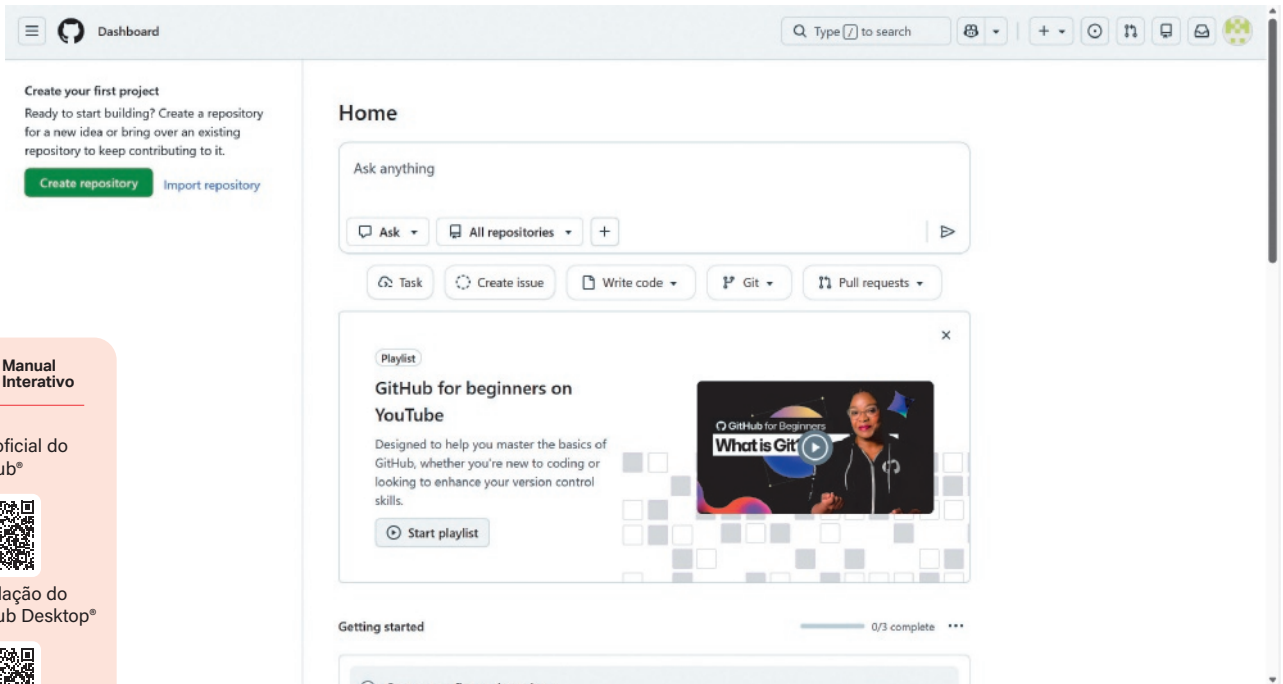 Dashboard
Type / to search
Create your first project
Ready to start building? Create a repository
for a new idea or bring over an existing
repository to keep contributing to it.
Create repository
Import repository
Home
Ask anything
Ask
All repositories
Task
Create issue
Write code
Git
Pull requests
Playlist
GitHub for beginners on
YouTube
Designed to help you master the basics of
GitHub, whether you're new to coding or
looking to enhance your version control
skills.
Start playlist
GitHub for Beginners
What is Git?
Getting started
0/3 complete
Manual
Interativo
do
do
Desktop®